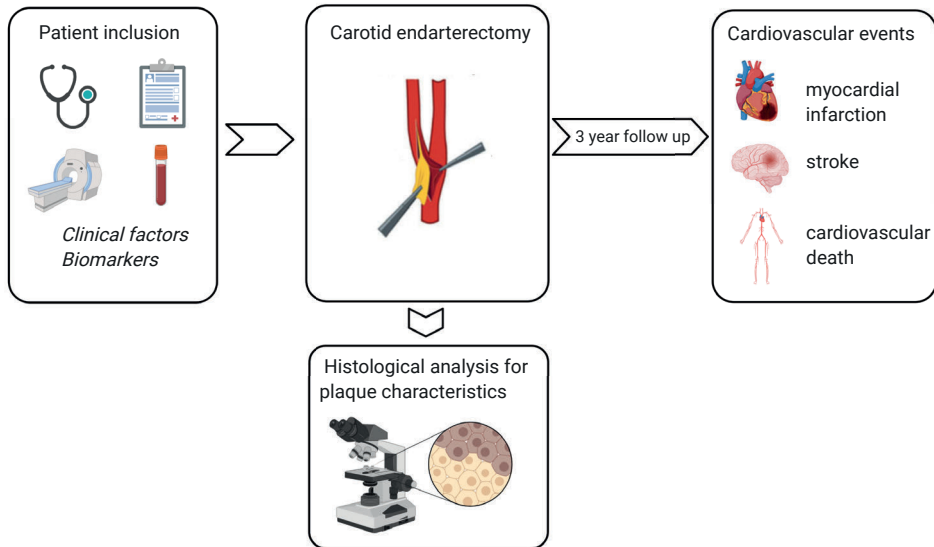 Patient inclusion
Clinical factors
Biomarkers
Carotid endarterectomy
3 year follow up
Cardiovascular events
myocardial
infarction
stroke
cardiovascular
death
Histological analysis for
plaque characteristics